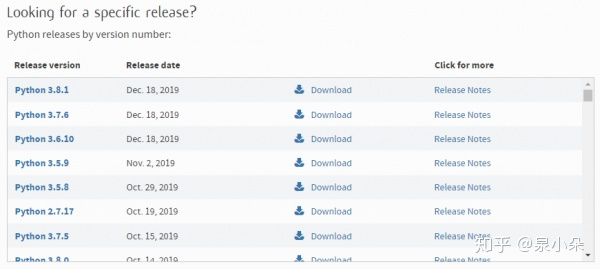 Looking for a specific release?
Python releases by version number:
Release version Release date Click for more
Python 3.8.1 Dec. 18, 2019 Download Release Notes
Python 3.7.6 Dec. 18, 2019 Download Release Notes
Python 3.6.10 Dec. 18, 2019 Download Release Notes
Python 3.5.9 Nov. 2, 2019 Download Release Notes
Python 3.5.8 Oct. 29, 2019 Download Release Notes
Python 2.7.17 Oct. 19, 2019 Download Release Notes
Python 3.7.5 Oct. 15, 2019 Download Release Notes
Python 3.8.0 Oct. 14, 2019 Download Release Notes
知乎 @泉小朵